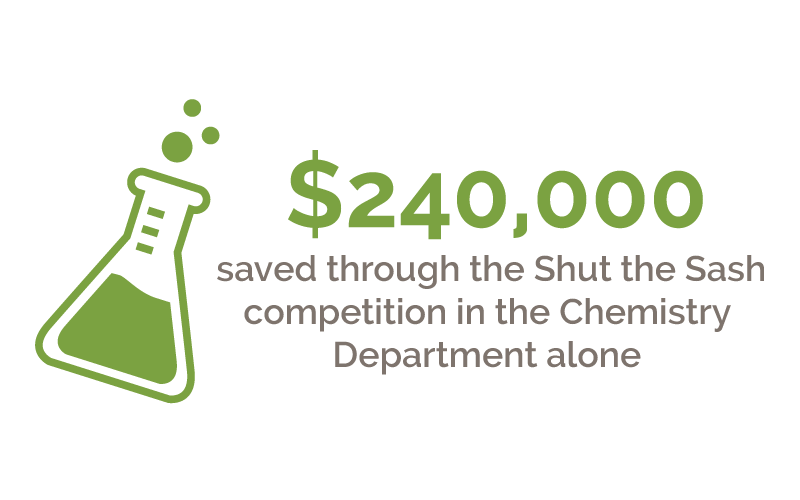 $240,000
saved through the Shut the Sash
competition in the Chemistry
Department alone